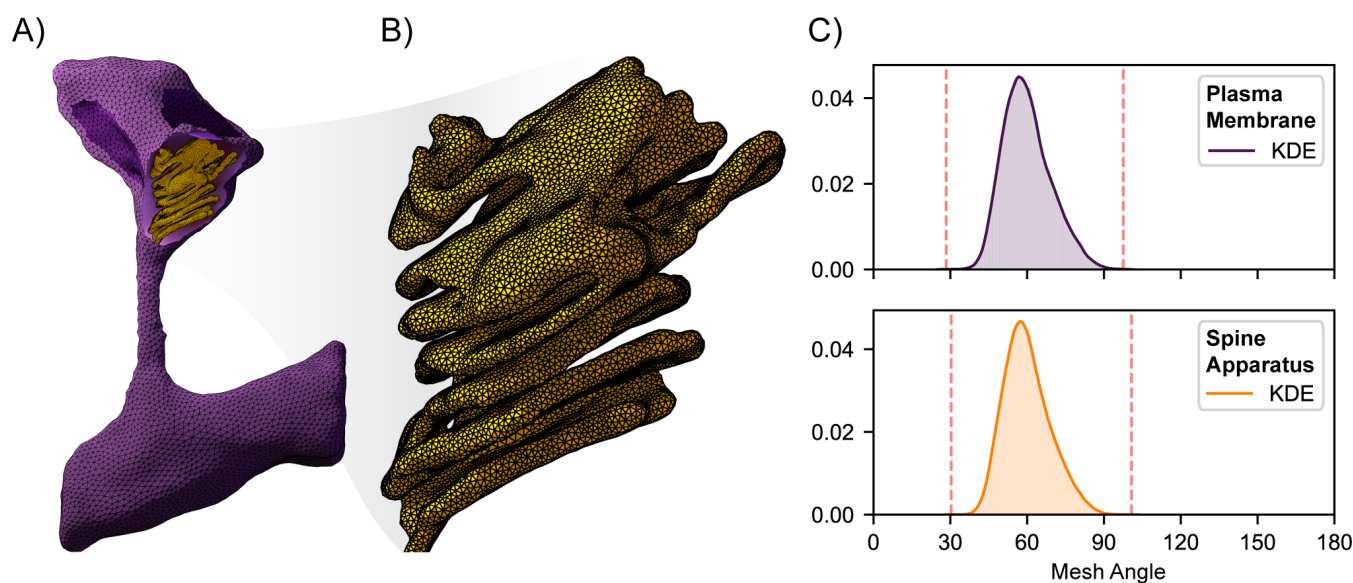 A)
B)
C)
0.04
0.02
0.00
Plasma
Membrane
KDE
0.04
0.02
0.00
Spine
Apparatus
KDE
0
30
60
90
120
150
180
Mesh Angle